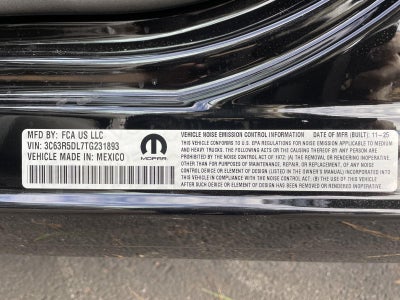 MFD BY: FCA US LLC
VIN: 3C63R5DL7TG231893
VEHICLE MADE IN: MEXICO
MOPAR
VEHICLE NOISE EMISSION CONTROL INFORMATION DATE OF MFR (BUILT): 11-25
THIS VEHICLE CONFORMS TO U.S. EPA REGULATIONS FOR NOISE EMISSION APPLICABLE TO MEDIUM
AND HEAVY TRUCKS. THE FOLLOWING ACTS OR THE CAUSING THEREOF BY ANY PERSON ARE
PROHIBITED BY THE NOISE CONTROL ACT OF 1972: (A) THE REMOVAL OR RENDERING INOPERATIVE,
OTHER THAN FOR PURPOSES OF MAINTENANCE, REPAIR, OR REPLACEMENT, OF ANY NOISE CONTROL
DEVICE OR ELEMENT OF DESIGN (LISTED IN THE OWNER'S MANUAL) INCORPORATED INTO THIS
VEHICLE IN COMPLIANCE WITH THE NOISE CONTROL ACT: (B) THE USE OF THIS VEHICLE
AFTER SUCH DEVICE OR ELEMENT OF DESIGN HAS BEEN REMOVED OR RENDERED INOPERATIVE.